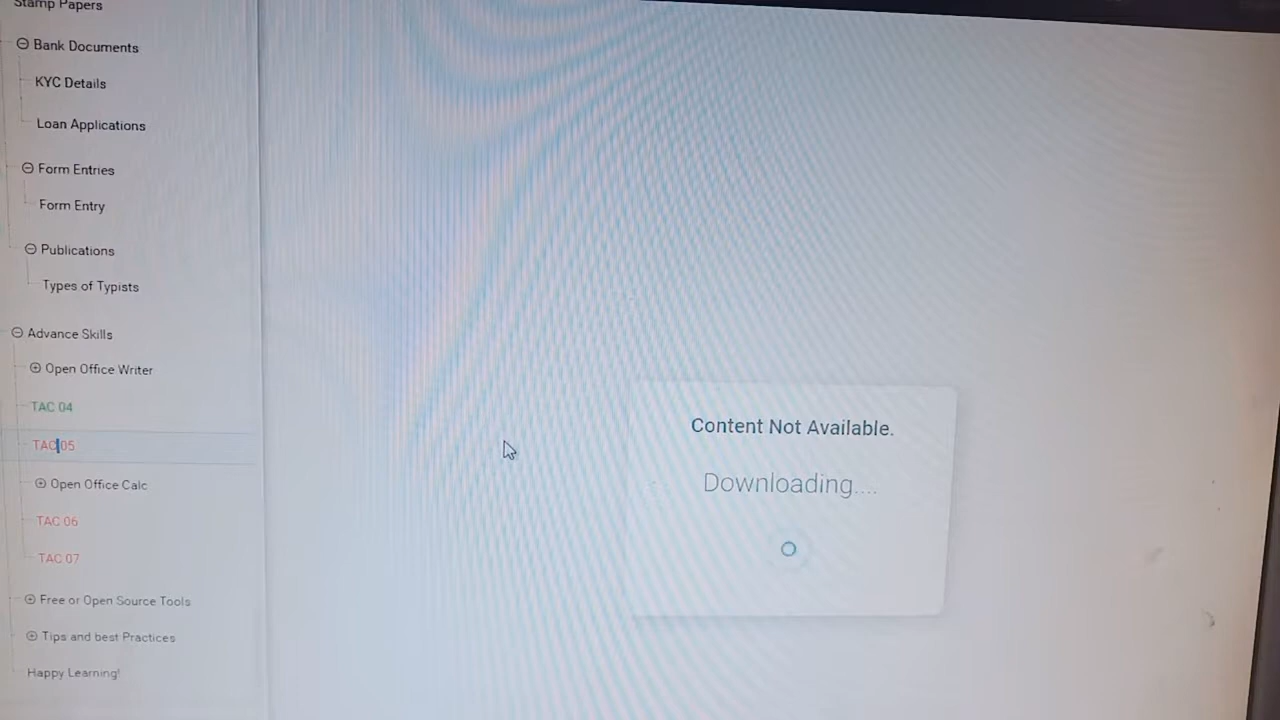 Stamp Papers
Bank Documents
KYC Details
Loan Applications
Form Entries
Form Entry
Publications
Types of Typists
Advance Skills
Open Office Writer
TAC 04
TAC 05
Open Office Calc
TAC 06
TAC 07
Free or Open Source Tools
Tips and best Practices
Happy Learning!
Content Not Available.
Downloading....